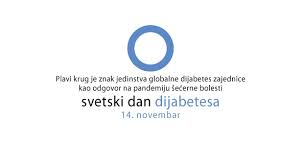 Plavi krug je znak jedinstva globalne dijabetes zajednice
kao odgovor na pandemiju šećerne bolesti
svetski dan dijabetesa
14. novembar